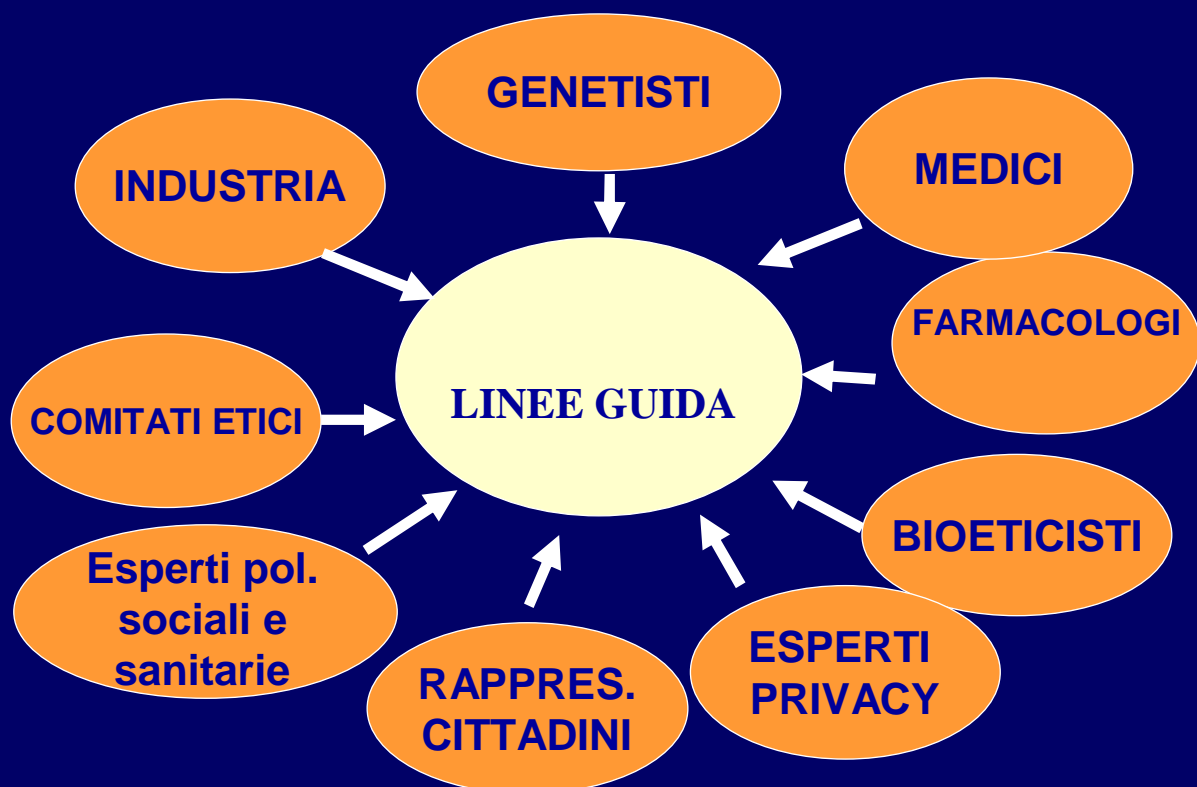 GENETISTI
INDUSTRIA
MEDICI
FARMACOLOGI
LINEE GUIDA
COMITATI ETICI
BIOETICISTI
Esperti pol.
sociali e
sanitarie
ESPERTI
PRIVACY
RAPPRES.
CITTADINI